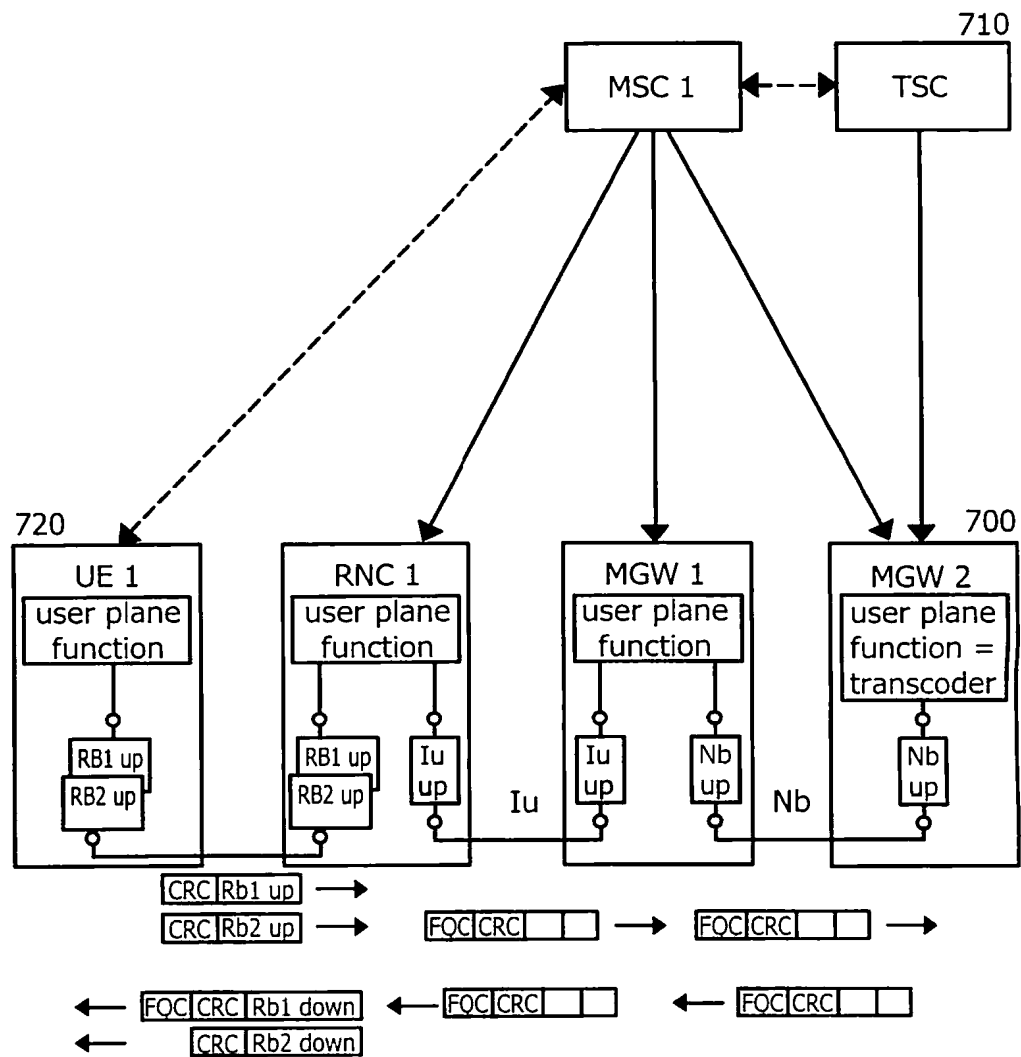 710
MSC 1
TSC
720
700
UE 1
user plane
function
RB1 up
RB2 up
RNC 1
user plane
function
RB1 up
RB2 up
Iu
up
Iu
MGW 1
user plane
function
Iu
up
Nb
up
Nb
MGW 2
user plane
function =
transcoder
Nb
up
CRC Rb1 up
CRC Rb2 up
FQC CRC
FQC CRC
FQC CRC Rb1 down
CRC Rb2 down
FQC CRC
FQC CRC